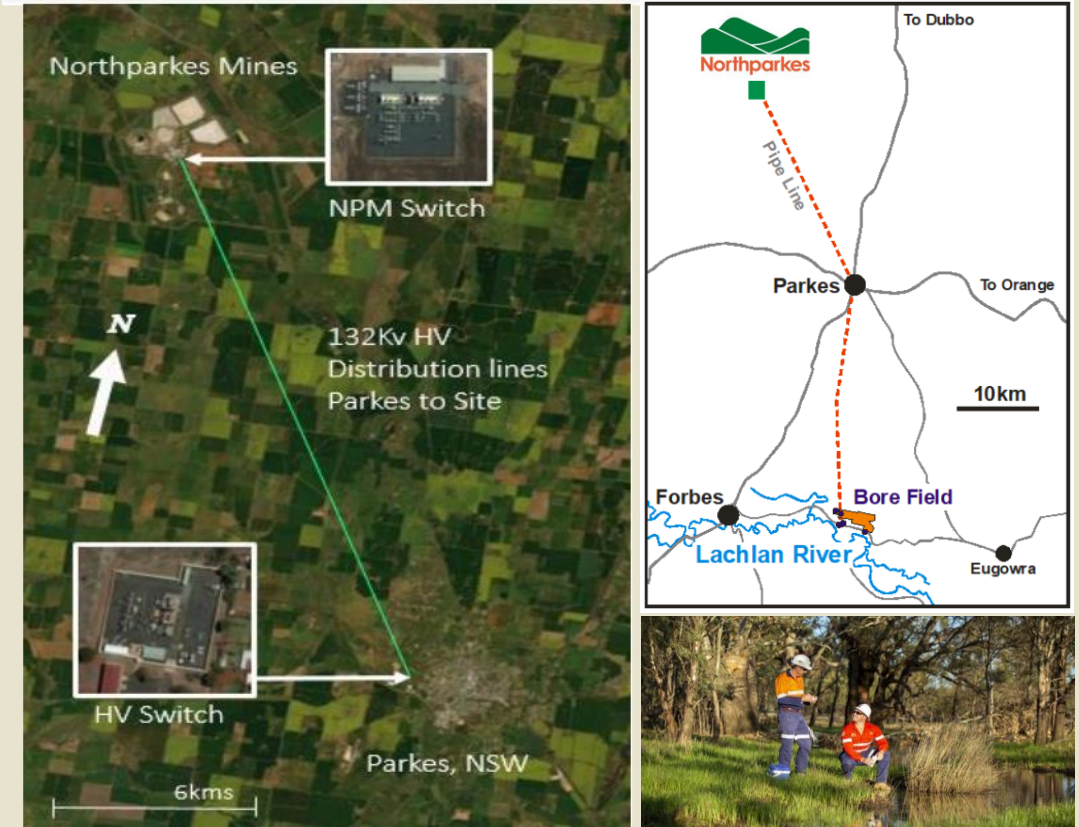 Northparkes Mines
NPM Switch
N
132Kv HV
Distribution lines
Parkes to Site
HV Switch
Parkes, NSW
6kms
To Dubbo
Northparkes
Pipe Line
Parkes
To Orange
10km
Forbes
Bore Field
Lachlan River
Eugowra